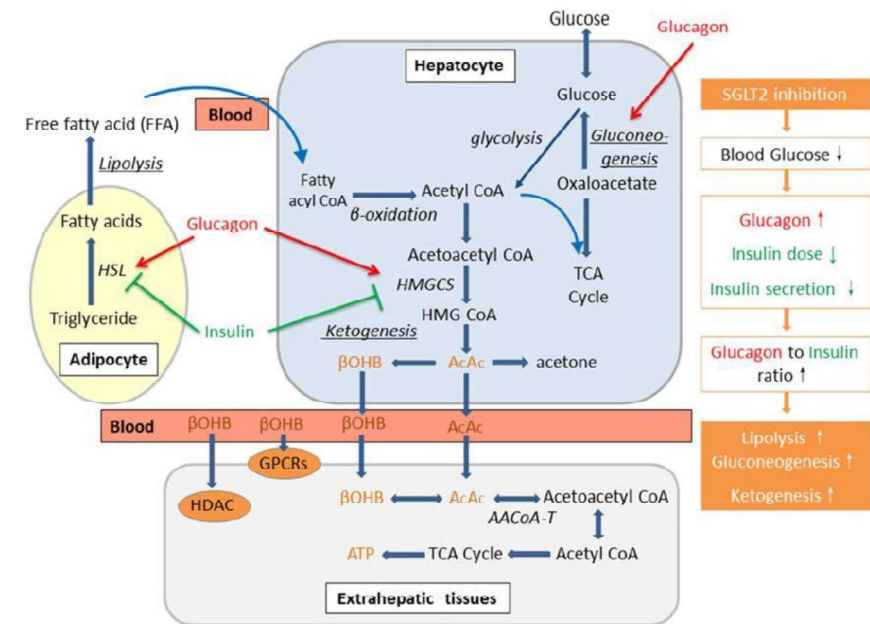 Glucose
Glucagon
Hepatocyte
SGLT2 inhibition
Glucose
Blood
Free fatty acid (FFA)
glycolysis
Gluconeo-
genesis
Blood Glucose ↓
Lipolysis
Fatty
acyl CoA
Acetyl CoA
Oxaloacetate
β-oxidation
Fatty acids
Glucagon
Glucagon ↑
Insulin dose ↓
Insulin secretion ↓
Acetoacetyl CoA
HSL
HMGCS
TCA
Cycle
Triglyceride
Insulin
HMG CoA
Ketogenesis
Adipocyte
Glucagon to Insulin
ratio ↑
βOHB
AcAc
acetone
Blood
βOHB
βOHB
βOHB
AcAc
Lipolysis ↑
Gluconeogenesis ↑
Ketogenesis ↑
GPCRs
HDAC
βOHB
AcAc
Acetoacetyl CoA
AACoA-T
ATP
TCA Cycle
Acetyl CoA
Extrahepatic tissues